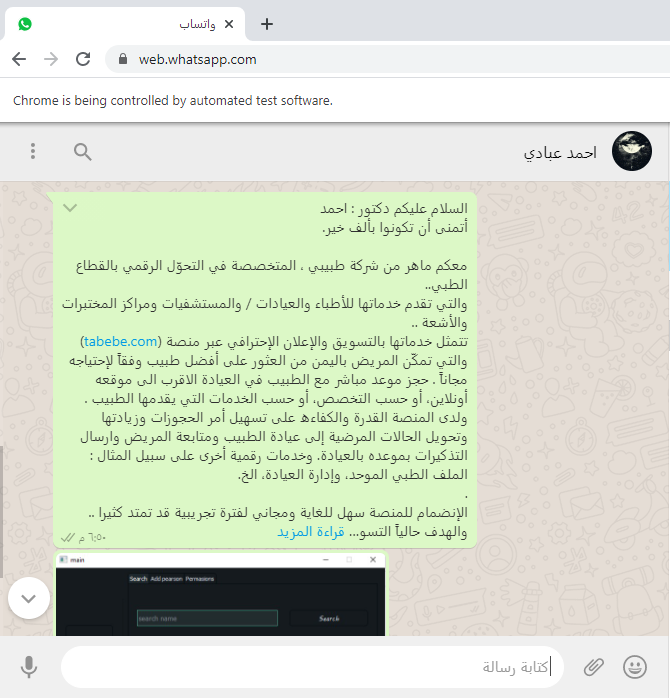 واتساب
web.whatsapp.com
Chrome is being controlled by automated test software.
احمد عبادي
السلام عليكم دكتور : احمد
أتمنى أن تكونوا بألف خير.
معكم ماهر من شركة طبيبي ، المتخصصة في التحوّل الرقمي بالقطاع
الطبي..
والتي تقدم خدماتها للأطباء والعيادات / والمستشفيات ومراكز المختبرات
والأشعة ..
تتمثل خدماتها بالتسويق والإعلان الإحترافي عبر منصة (tabebe.com)
والتي تمكّن المريض باليمن من العثور على أفضل طبيب وفقاً لإحتياجه
مجاناً . حجز موعد مباشر مع الطبيب في العيادة الاقرب الى موقعه
أونلاين، أو حسب التخصص، أو حسب الخدمات التي يقدمها الطبيب .
ولدى المنصة القدرة والكفاءه على تسهيل أمر الحجوزات وزيادتها
وتحويل الحالات المرضية إلى عيادة الطبيب ومتابعة المريض وارسال
التذكيرات بموعده بالعيادة. وخدمات رقمية أخرى على سبيل المثال :
الملف الطبي الموحد، وإدارة العيادة، الخ.
.
الإنضمام للمنصة سهل للغاية ومجاني لفترة تجريبية قد تمتد كثيرا ..
والهدف حالياً التسو... قراءة المزيد
٦:٥٠ م
main
Search Add pearson Permasions
search name
Search
كتابة رسالة